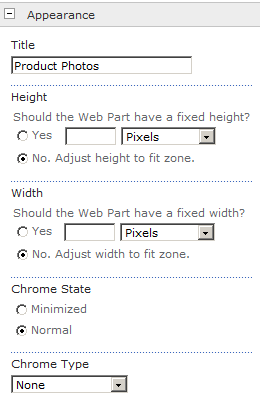 Appearance
Title
Product Photos
Height
Should the Web Part have a fixed height?
Yes Pixels
No. Adjust height to fit zone.
Width
Should the Web Part have a fixed width?
Yes Pixels
No. Adjust width to fit zone.
Chrome State
Minimized
Normal
Chrome Type
None